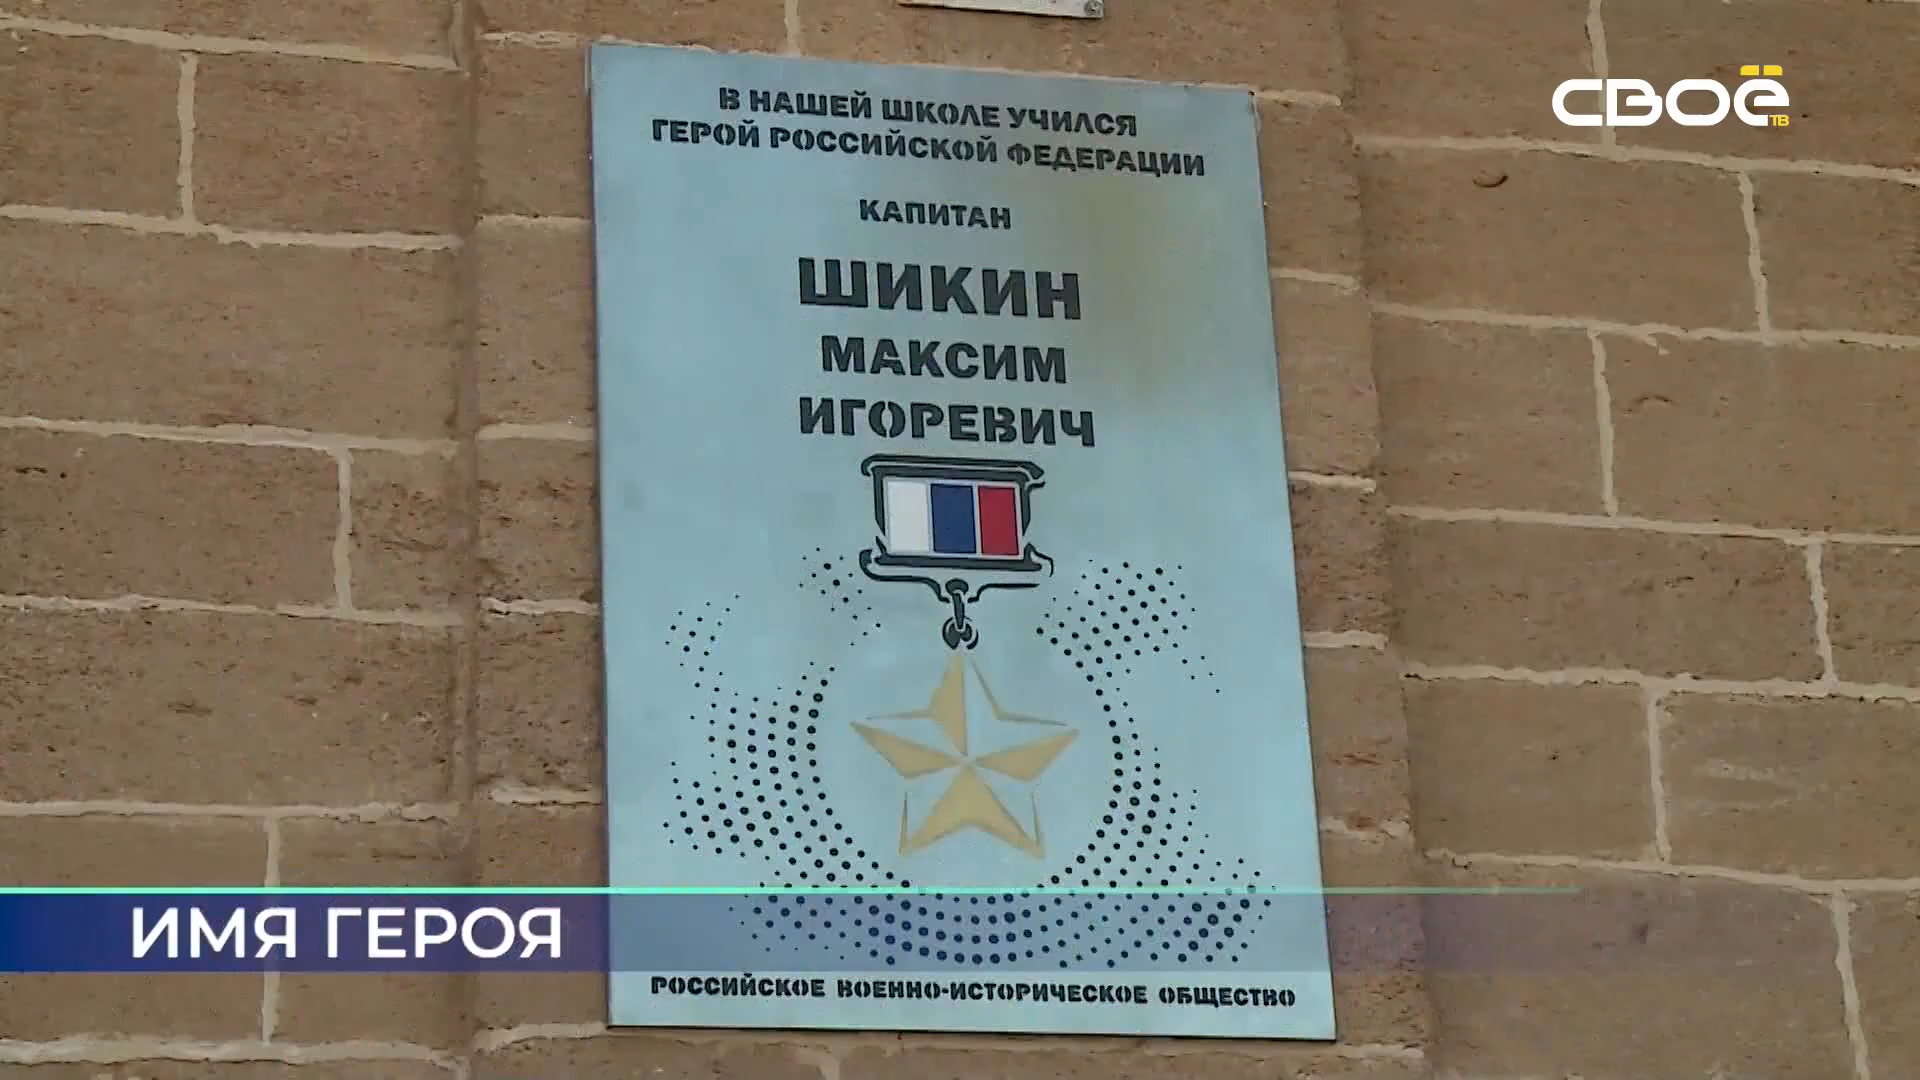 СВОЁ
ТВ
В НАШЕЙ ШКОЛЕ УЧИЛСЯ
ГЕРОЙ РОССИЙСКОЙ ФЕДЕРАЦИИ
КАПИТАН
ШИКИН
МАКСИМ
ИГОРЕВИЧ
ИМЯ ГЕРОЯ
РОССИЙСКОЕ ВОЕННО-ИСТОРИЧЕСКОЕ ОБЩЕСТВО